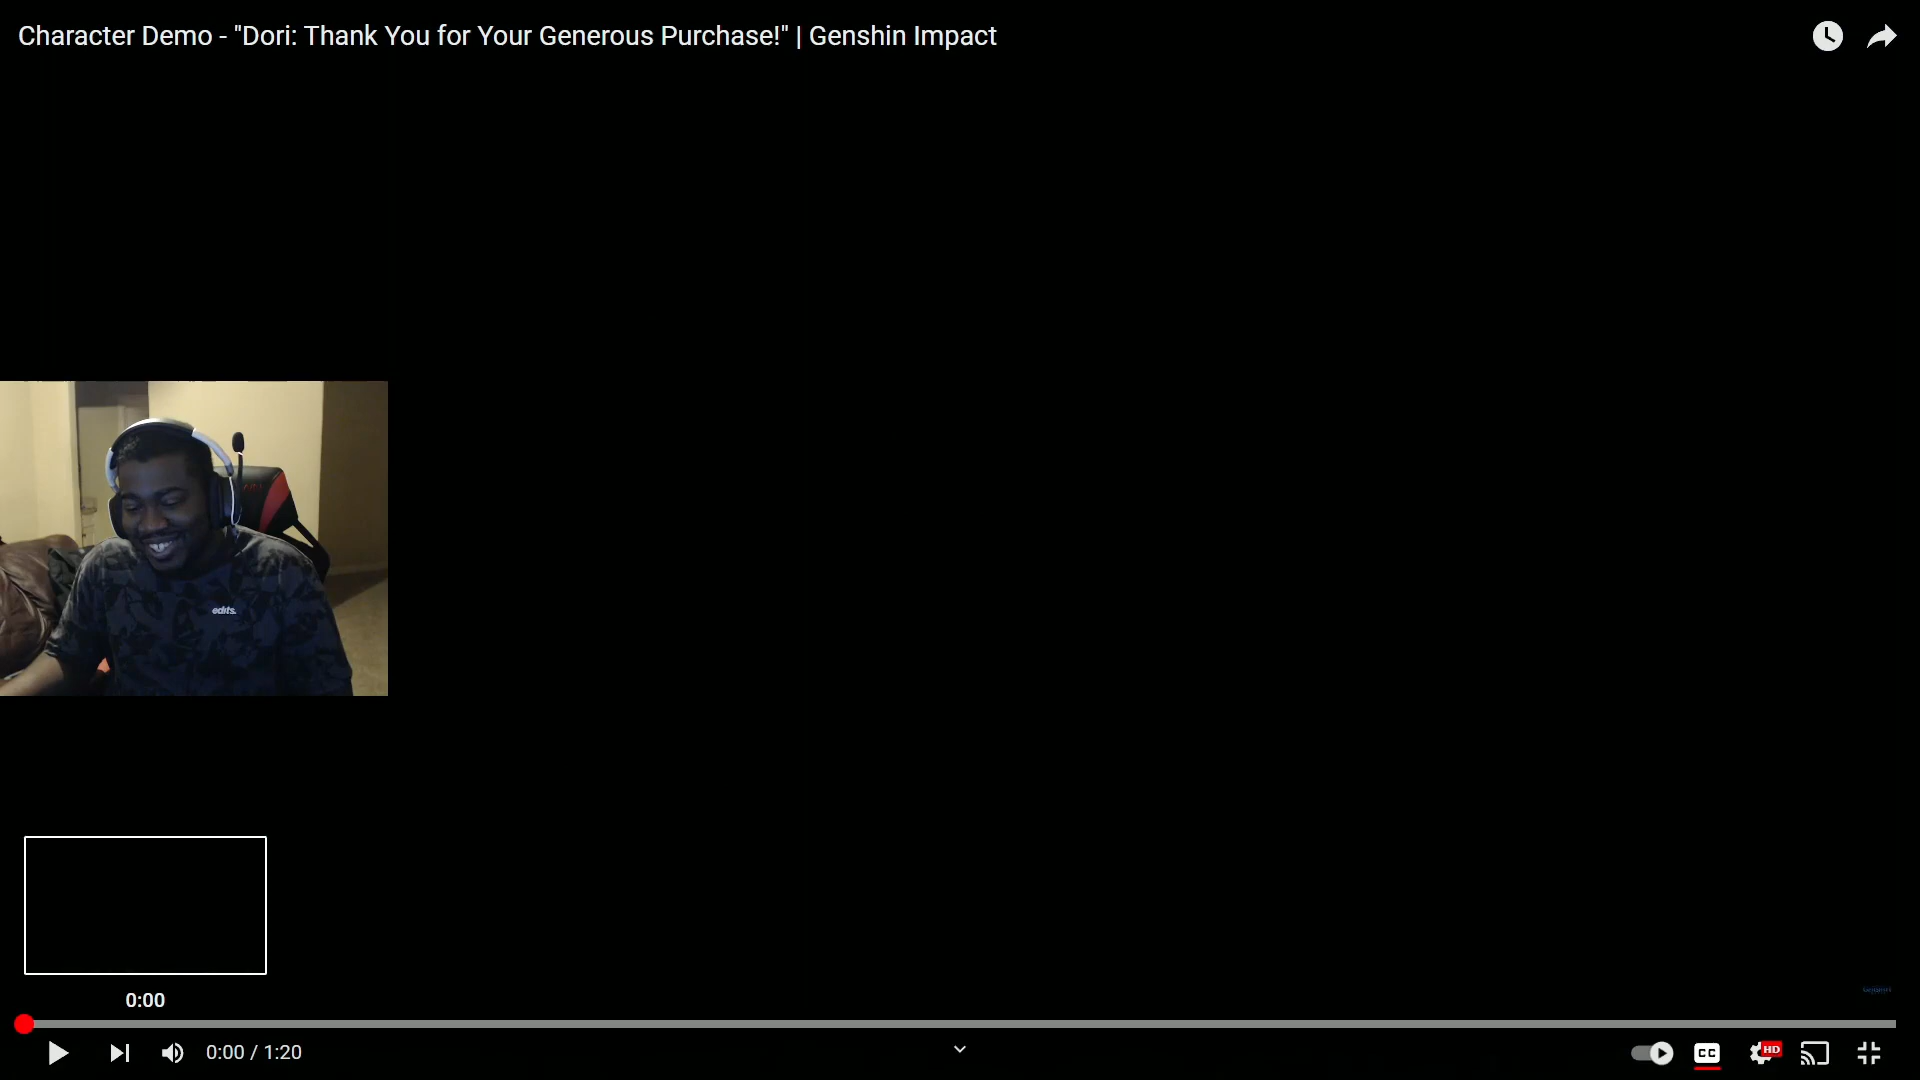 Character Demo - "Dori: Thank You for Your Generous Purchase!" | Genshin Impact
edits.
0:00
0:00 / 1:20
CC
HD